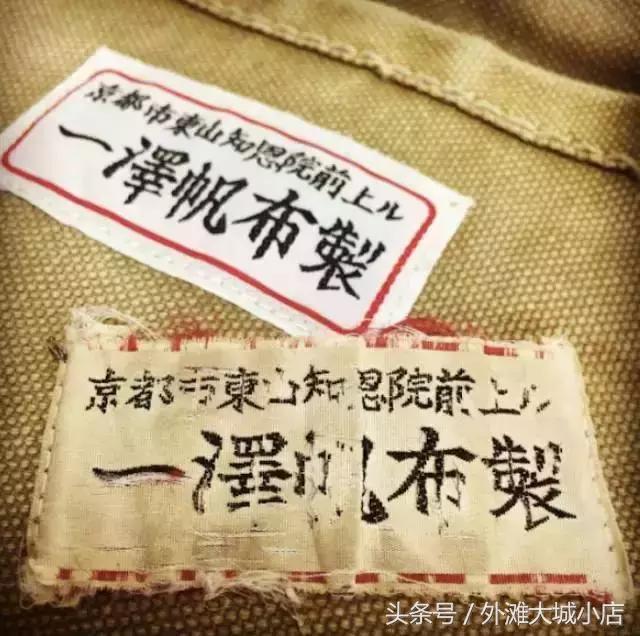 京都市東山知恩院前上ル
一澤帆布製
京都市東山知恩院前上ル
一澤帆布製
头条号／外滩大城小店